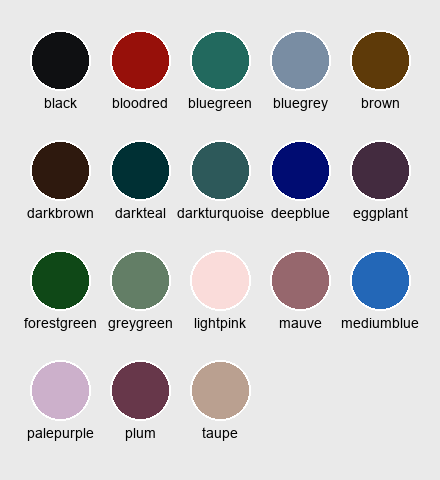 black bloodred bluegreen bluegrey brown
darkbrown darkteal darkturquoise deepblue eggplant
forestgreen greygreen lightpink mauve mediumblue
palepurple plum taupe